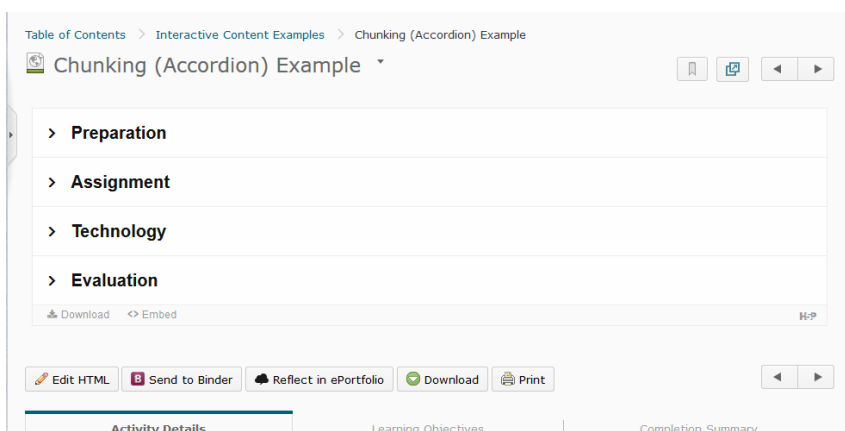 Table of Contents > Interactive Content Examples > Chunking (Accordion) Example
Chunking (Accordion) Example
Preparation
Assignment
Technology
Evaluation
Download <> Embed H-P
Edit HTML B Send to Binder Reflect in ePortfolio Download Print
Activity Details Learning Objectives Completion Summary